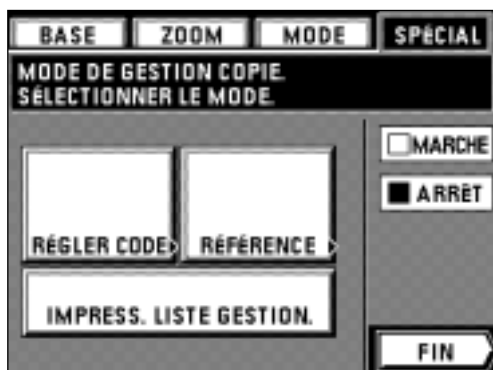 BASE ZOOM MODE SPÉCIAL
MODE DE GESTION COPIE.
SÉLECTIONNER LE MODE.
MARCHE
ARRÊT
RÉGLER CODE RÉFÉRENCE
IMPRESS. LISTE GESTION.
FIN